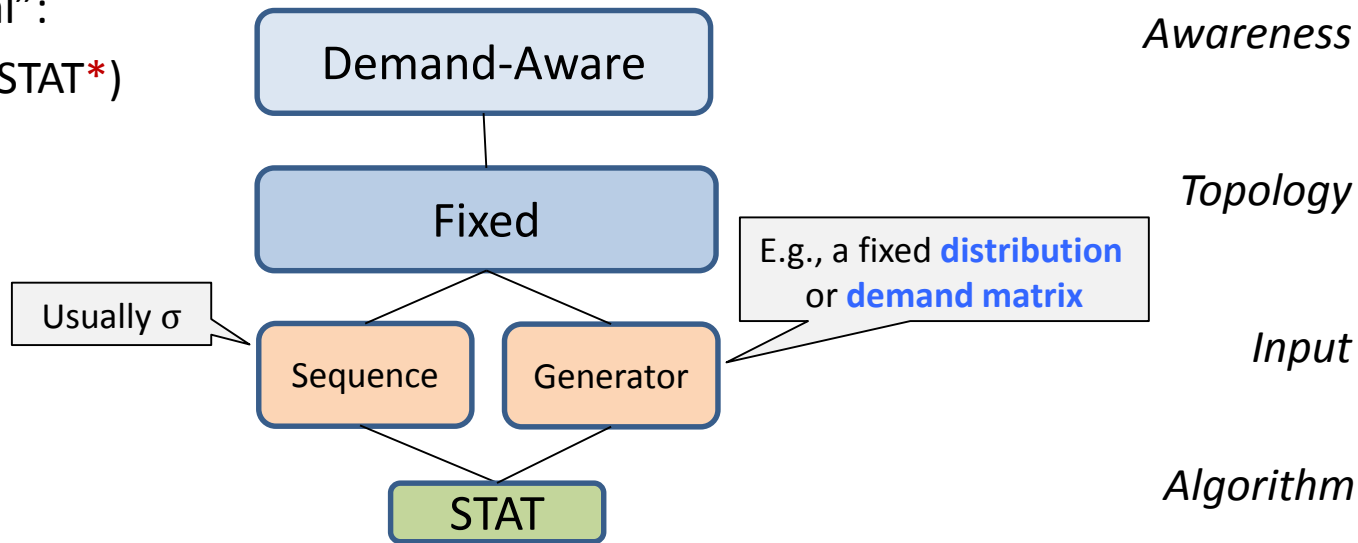 al":
STAT*)
Demand-Aware
Awareness
Fixed
Topology
E.g., a fixed distribution
or demand matrix
Usually σ
Sequence
Generator
Input
STAT
Algorithm